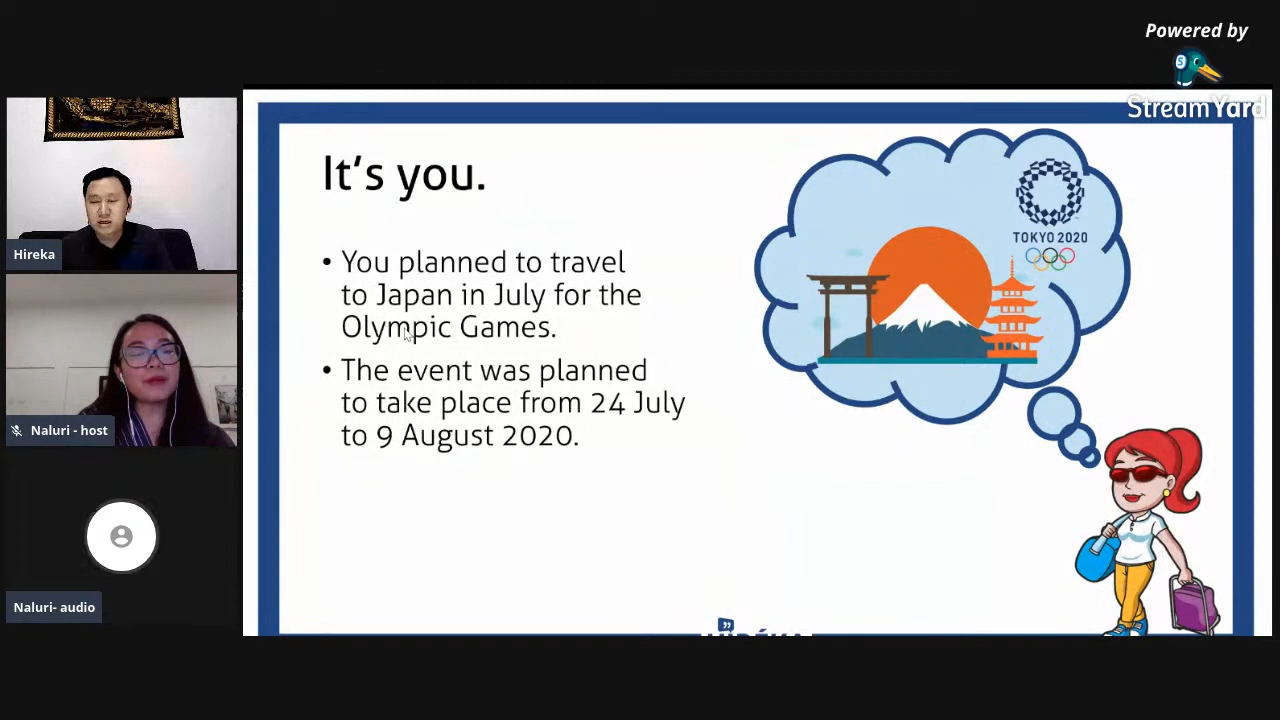 Powered by
StreamYard
It's you.
• You planned to travel
to Japan in July for the
Olympic Games.
• The event was planned
to take place from 24 July
to 9 August 2020.
TOKYO 2020
Hireka
Naluri - host
Naluri- audio